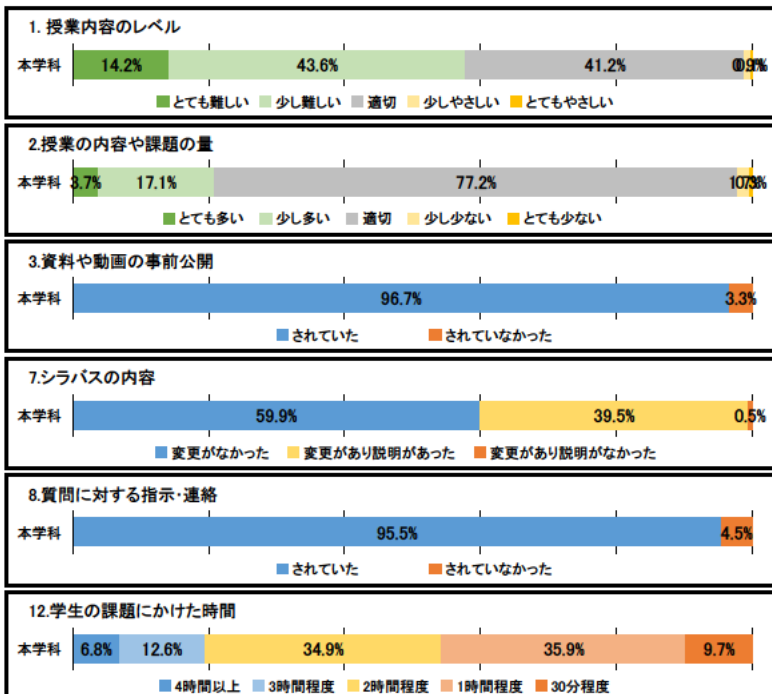 1. 授業内容のレベル
本学科 14.2% 43.6% 41.2%
とても難しい 少し難しい 適切 少しやさしい とてもやさしい
2.授業の内容や課題の量
本学科 3.7% 17.1% 77.2%
とても多い 少し多い 適切 少し少ない とても少ない
3.資料や動画の事前公開
本学科 96.7% 3.3%
されていた されていなかった
7.シラバスの内容
本学科 59.9% 39.5% 0.5%
変更がなかった 変更があり説明があった 変更があり説明がなかった
8.質問に対する指示・連絡
本学科 95.5% 4.5%
されていた されていなかった
12.学生の課題にかけた時間
本学科 6.8% 12.6% 34.9% 35.9% 9.7%
4時間以上 3時間程度 2時間程度 1時間程度 30分程度